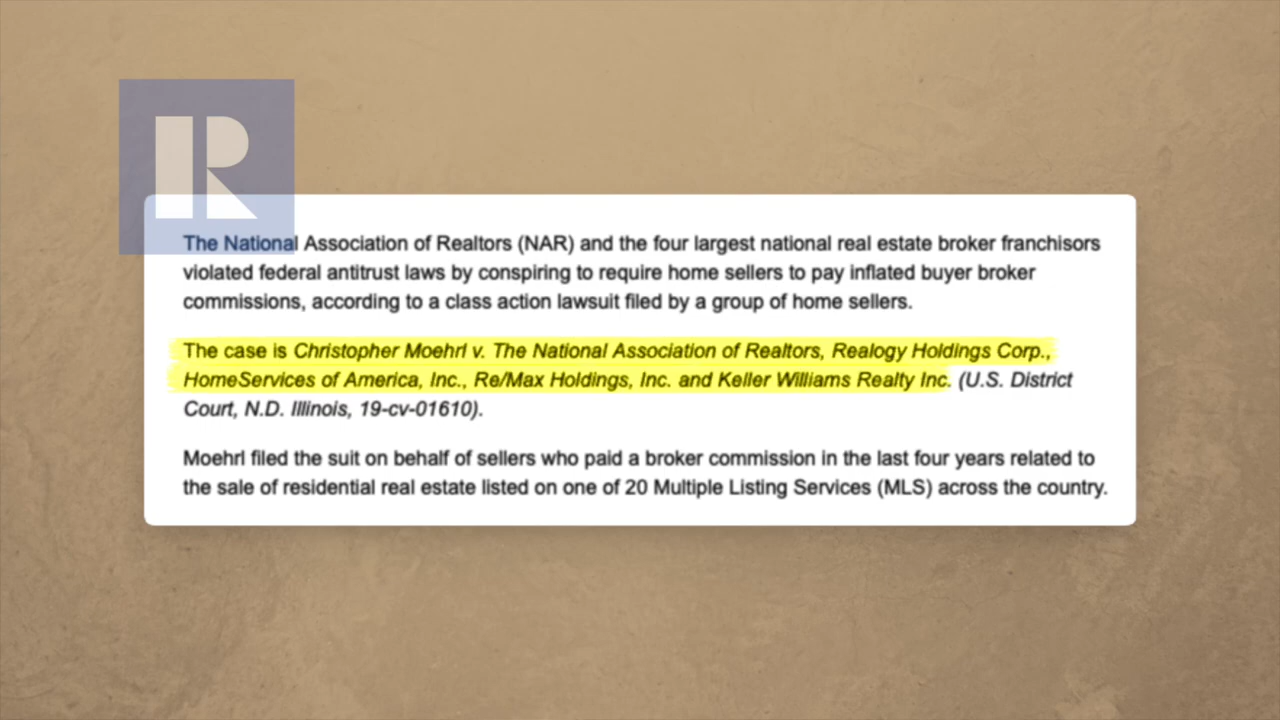 R
The National Association of Realtors (NAR) and the four largest national real estate broker franchisors
violated federal antitrust laws by conspiring to require home sellers to pay inflated buyer broker
commissions, according to a class action lawsuit filed by a group of home sellers.
The case is Christopher Moehrl v. The National Association of Realtors, Realogy Holdings Corp.,
HomeServices of America, Inc., Re/Max Holdings, Inc. and Keller Williams Realty Inc. (U.S. District
Court, N.D. Illinois, 19-cv-01610).
Moehrl filed the suit on behalf of sellers who paid a broker commission in the last four years related to
the sale of residential real estate listed on one of 20 Multiple Listing Services (MLS) across the country.